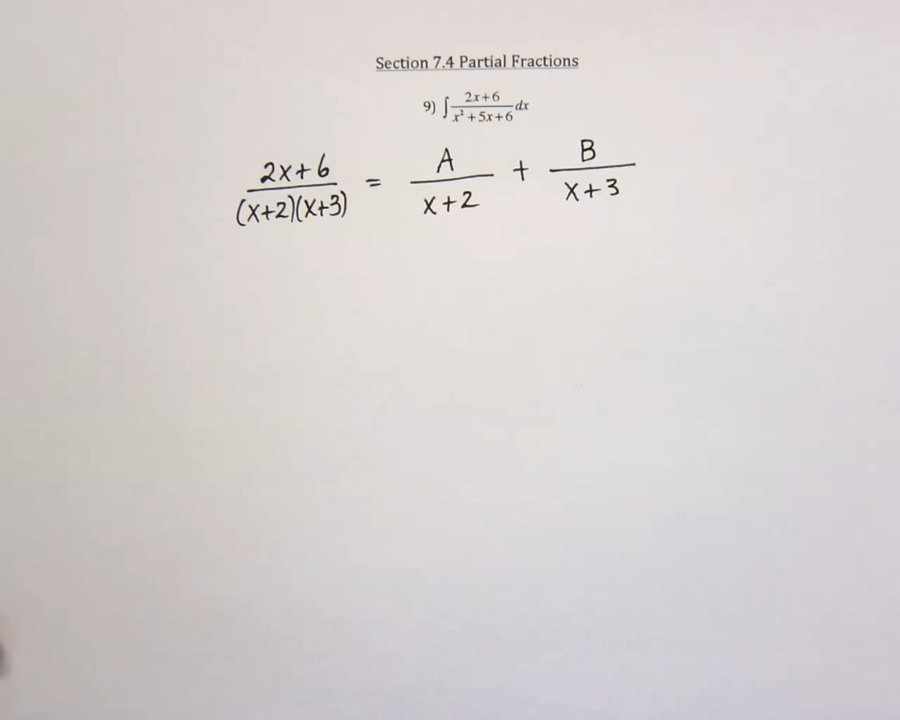 Section 7.4 Partial Fractions
9) ∫ (2x+6)/(x²+5x+6) dx
(2x+6)/((x+2)(x+3)) = A/(x+2) + B/(x+3)